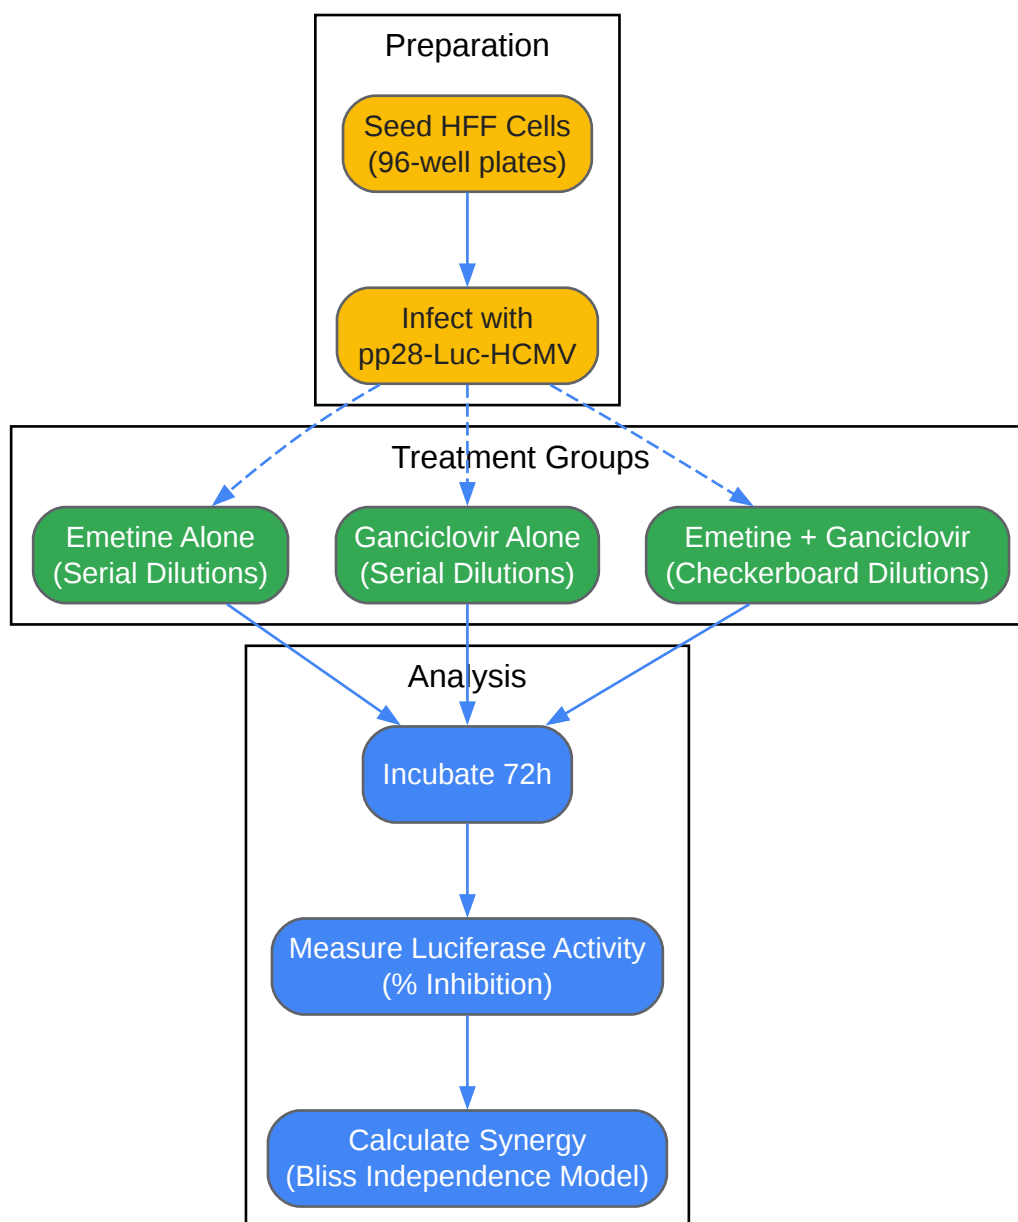 Preparation
Seed HFF Cells
(96-well plates)
Infect with
pp28-Luc-HCMV
Treatment Groups
Emetine Alone
(Serial Dilutions)
Ganciclovir Alone
(Serial Dilutions)
Emetine + Ganciclovir
(Checkerboard Dilutions)
Analysis
Incubate 72h
Measure Luciferase Activity
(% Inhibition)
Calculate Synergy
(Bliss Independence Model)